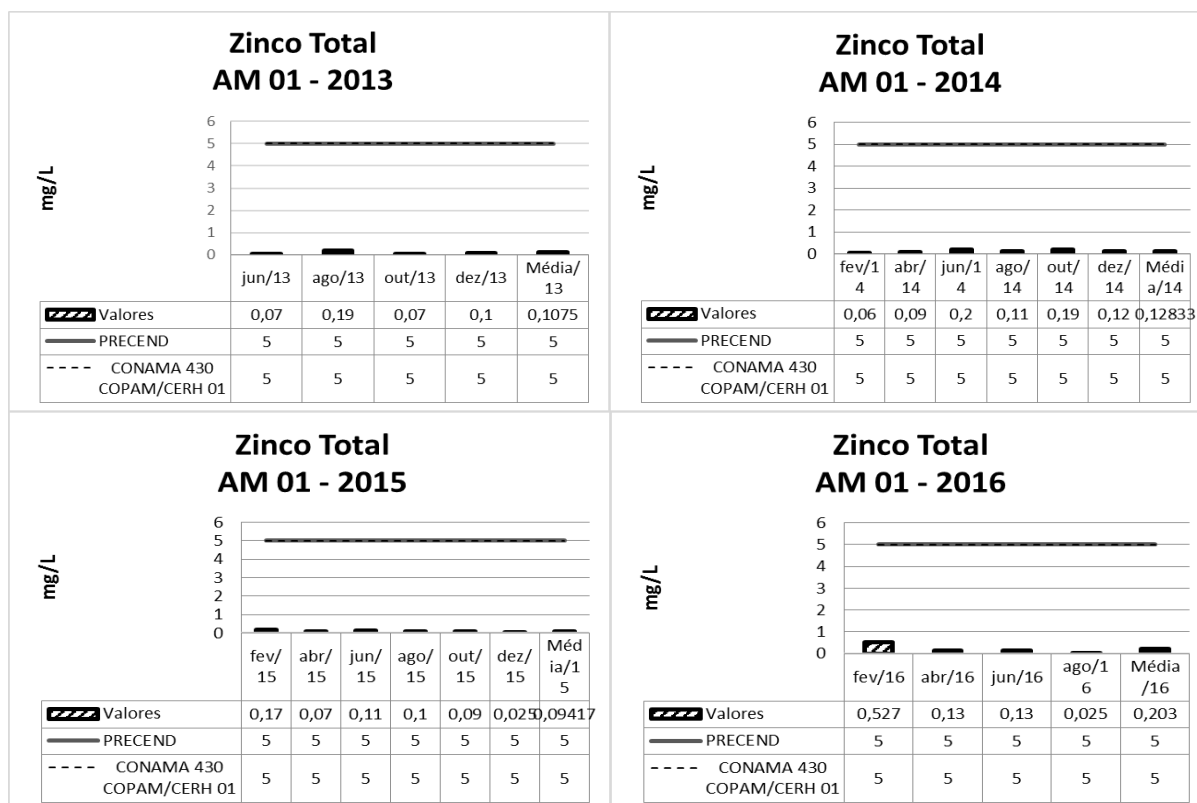 Zinco Total
AM 01 - 2013
mg/L
6
5
4
3
2
1
0
jun/13 ago/13 out/13 dez/13 Média/
13
Valores 0,07 0,19 0,07 0,1 0,1075
PRECEND 5 5 5 5 5
CONAMA 430
COPAM/CERH 01 5 5 5 5 5
Zinco Total
AM 01 - 2014
mg/L
6
5
4
3
2
1
0
fev/1 abr/ jun/1 ago/ out/ dez/ Médi
4 14 4 14 14 14 a/14
Valores 0,06 0,09 0,2 0,11 0,19 0,12 0,12833
PRECEND 5 5 5 5 5 5 5
CONAMA 430
COPAM/CERH 01 5 5 5 5 5 5 5
Zinco Total
AM 01 - 2015
mg/L
6
5
4
3
2
1
0
fev/ abr/ jun/ ago/ out/ dez/ Méd
15 15 15 15 15 15 ia/1
5
Valores 0,17 0,07 0,11 0,1 0,09 0,025 0,09417
PRECEND 5 5 5 5 5 5 5
CONAMA 430
COPAM/CERH 01 5 5 5 5 5 5 5
Zinco Total
AM 01 - 2016
mg/L
6
5
4
3
2
1
0
fev/16 abr/16 jun/16 ago/1 Média
6 /16
Valores 0,527 0,13 0,13 0,025 0,203
PRECEND 5 5 5 5 5
CONAMA 430
COPAM/CERH 01 5 5 5 5 5